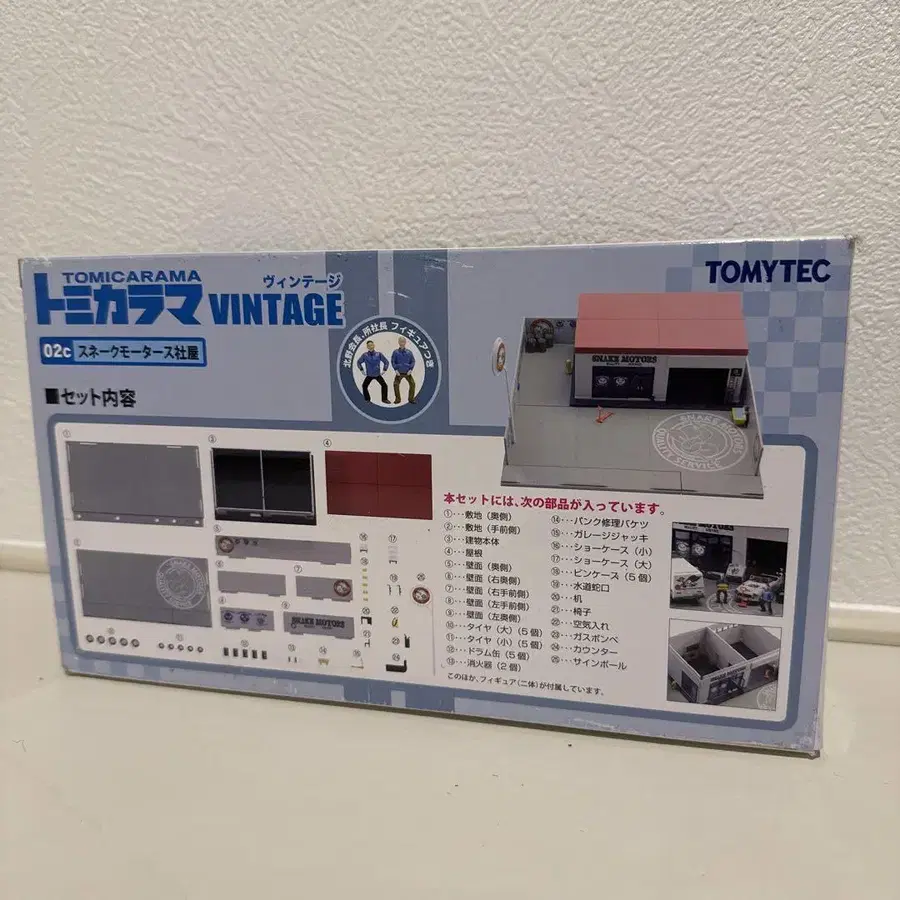 TOMICARAMA
トミカラマ
ヴィンテージ
VINTAGE
TOMYTEC
02c スネークモータース社屋
北野会長、所社長 フィギュアつき
■セット内容
SNAKE MOTORS
SNAKE MOTORS
QUALITY SERVICE
本セットには、次の部品が入っています。
①…敷地（奥側）
②…敷地（手前側）
③…建物本体
④…屋根
⑤…壁面（奥側）
⑥…壁面（右奥側）
⑦…壁面（右手前側）
⑧…壁面（左手前側）
⑨…壁面（左奥側）
⑩…タイヤ（大）（５個）
⑪…タイヤ（小）（５個）
⑫…ドラム缶（５個）
⑬…消火器（２個）
⑭…パンク修理バケツ
⑮…ガレージジャッキ
⑯…ショーケース（小）
⑰…ショーケース（大）
⑱…ビンケース（５個）
⑲…水道蛇口
⑳…机
㉑…椅子
㉒…空気入れ
㉓…ガスボンベ
㉔…カウンター
㉕…サインポール
このほか、フィギュア（二体）が付属しています。
SNAKE MOTORS